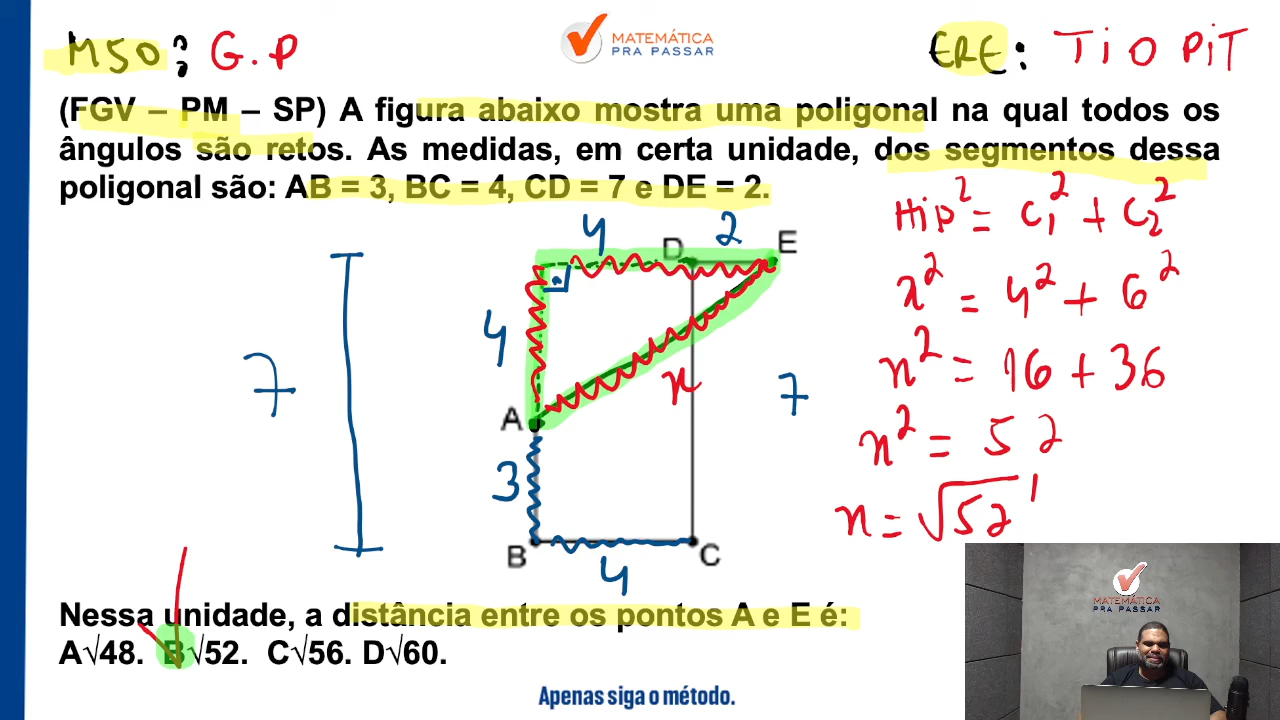 MSO: G.P
MATEMÁTICA
PRA PASSAR
ERE: TIO PIT
(FGV – PM – SP) A figura abaixo mostra uma poligonal na qual todos os
ângulos são retos. As medidas, em certa unidade, dos segmentos dessa
poligonal são: AB = 3, BC = 4, CD = 7 e DE = 2.
Hip² = C₁² + C₂²
4
2
D
E
x² = 4² + 6²
4
7
x
7
x² = 16 + 36
A
x² = 52
3
x = √52
B
C
4
MATEMÁTICA
PRA PASSAR
Nessa unidade, a distância entre os pontos A e E é:
A√48. B√52. C√56. D√60.
Apenas siga o método.